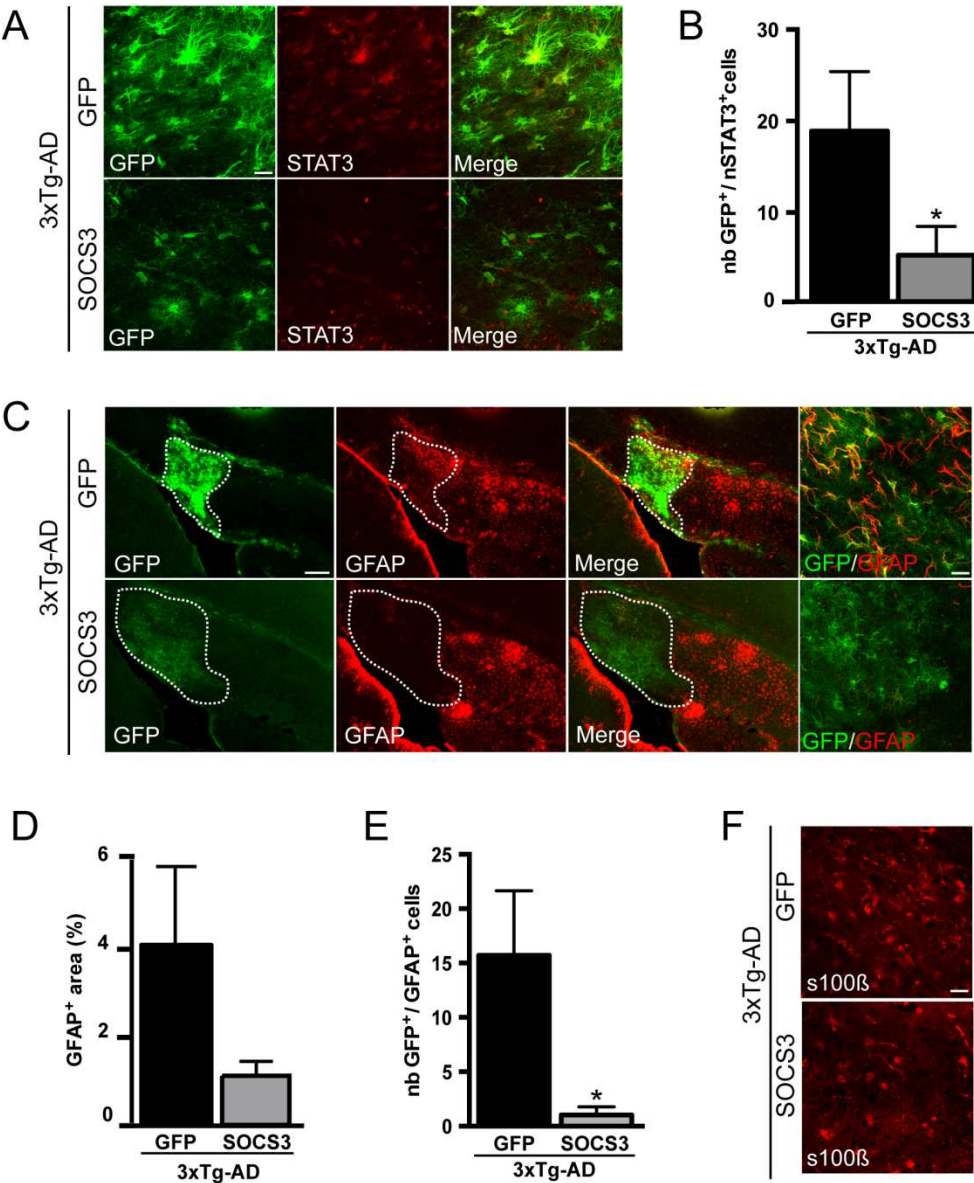 A
3xTg-AD
GFP
GFP
STAT3
Merge
SOCS3
GFP
STAT3
Merge
B
nb GFP⁺/ nSTAT3⁺cells
30
20
10
0
*
GFP SOCS3
3xTg-AD
C
3xTg-AD
GFP
GFP
GFAP
Merge
GFP/GFAP
SOCS3
GFP
GFAP
Merge
GFP/GFAP
D
GFAP⁺ area (%)
6
4
2
0
GFP SOCS3
3xTg-AD
E
nb GFP⁺/ GFAP⁺ cells
25
20
15
10
5
0
*
GFP SOCS3
3xTg-AD
F
3xTg-AD
GFP
s100ß
SOCS3
s100ß